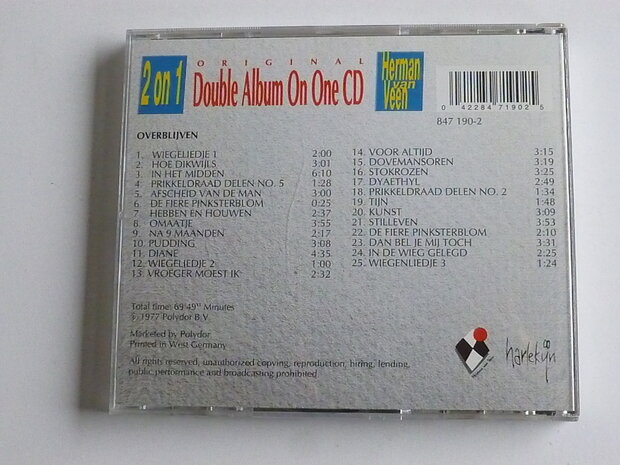 2 on 1
ORIGINAL
Double Album On One CD
Herman
van
Veen
0 42284 71902 5
847 190-2
OVERBLIJVEN
1. WIEGELIEDJE 1 2:00
2. HOE DIKWIJLS 3:01
3. IN HET MIDDEN 6:10
4. PRIKKELDRAAD DELEN NO. 5 1:28
5. AFSCHEID VAN DE MAN 3:00
6. DE FIERE PINKSTERBLOM 0:25
7. HEBBEN EN HOUWEN 2:37
8. OMAATJE 3:55
9. NA 9 MAANDEN 2:17
10. PUDDING 3:08
11. DIANE 4:35
12. WIEGELIEDJE 2 1:00
13. VROEGER MOEST IK 2:32
14. VOOR ALTIJD 3:15
15. DOVEMANSOREN 3:19
16. STOKROZEN 3:25
17. DYAETHYL 2:49
18. PRIKKELDRAAD DELEN NO. 2 1:34
19. TIJN 1:48
20. KUNST 3:09
21. STILLEVEN 3:53
22. DE FIERE PINKSTERBLOM 2:10
23. DAN BEL JE MIJ TOCH 3:31
24. IN DE WIEG GELEGD 2:25
25. WIEGENLIEDJE 3 1:24
Total time: 69:49" Minutes
℗ 1977 Polydor B.V.
Marketed by Polydor
Printed in West Germany
All rights reserved, unauthorized copying, reproduction, hiring, lending,
public performance and broadcasting prohibited.
harlekijn